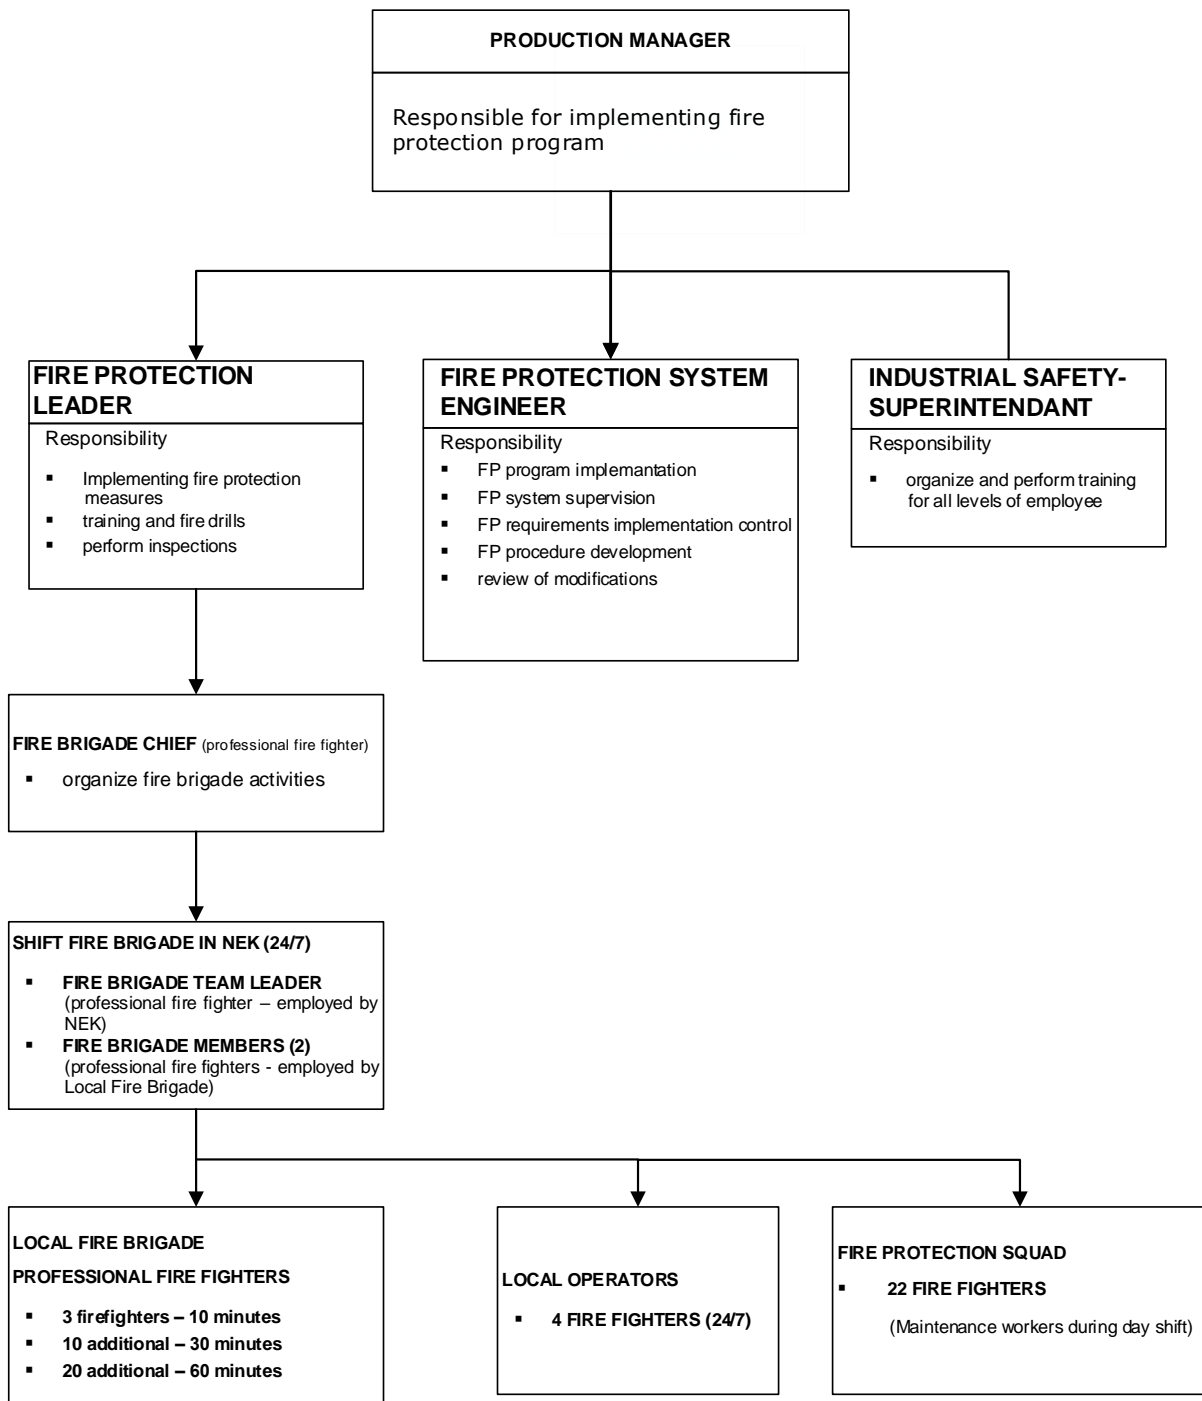 PRODUCTION MANAGER
Responsible for implementing fire
protection program
FIRE PROTECTION
LEADER
Responsibility
▪ Implementing fire protection
measures
▪ training and fire drills
▪ perform inspections
FIRE PROTECTION SYSTEM
ENGINEER
Responsibility
▪ FP program implemantation
▪ FP system supervision
▪ FP requirements implementation control
▪ FP procedure development
▪ review of modifications
INDUSTRIAL SAFETY-
SUPERINTENDANT
Responsibility
▪ organize and perform training
for all levels of employee
FIRE BRIGADE CHIEF (professional fire fighter)
▪ organize fire brigade activities
SHIFT FIRE BRIGADE IN NEK (24/7)
▪ FIRE BRIGADE TEAM LEADER
(professional fire fighter – employed by
NEK)
▪ FIRE BRIGADE MEMBERS (2)
(professional fire fighters - employed by
Local Fire Brigade)
LOCAL FIRE BRIGADE
PROFESSIONAL FIRE FIGHTERS
▪ 3 firefighters – 10 minutes
▪ 10 additional – 30 minutes
▪ 20 additional – 60 minutes
LOCAL OPERATORS
▪ 4 FIRE FIGHTERS (24/7)
FIRE PROTECTION SQUAD
▪ 22 FIRE FIGHTERS
(Maintenance workers during day shift)